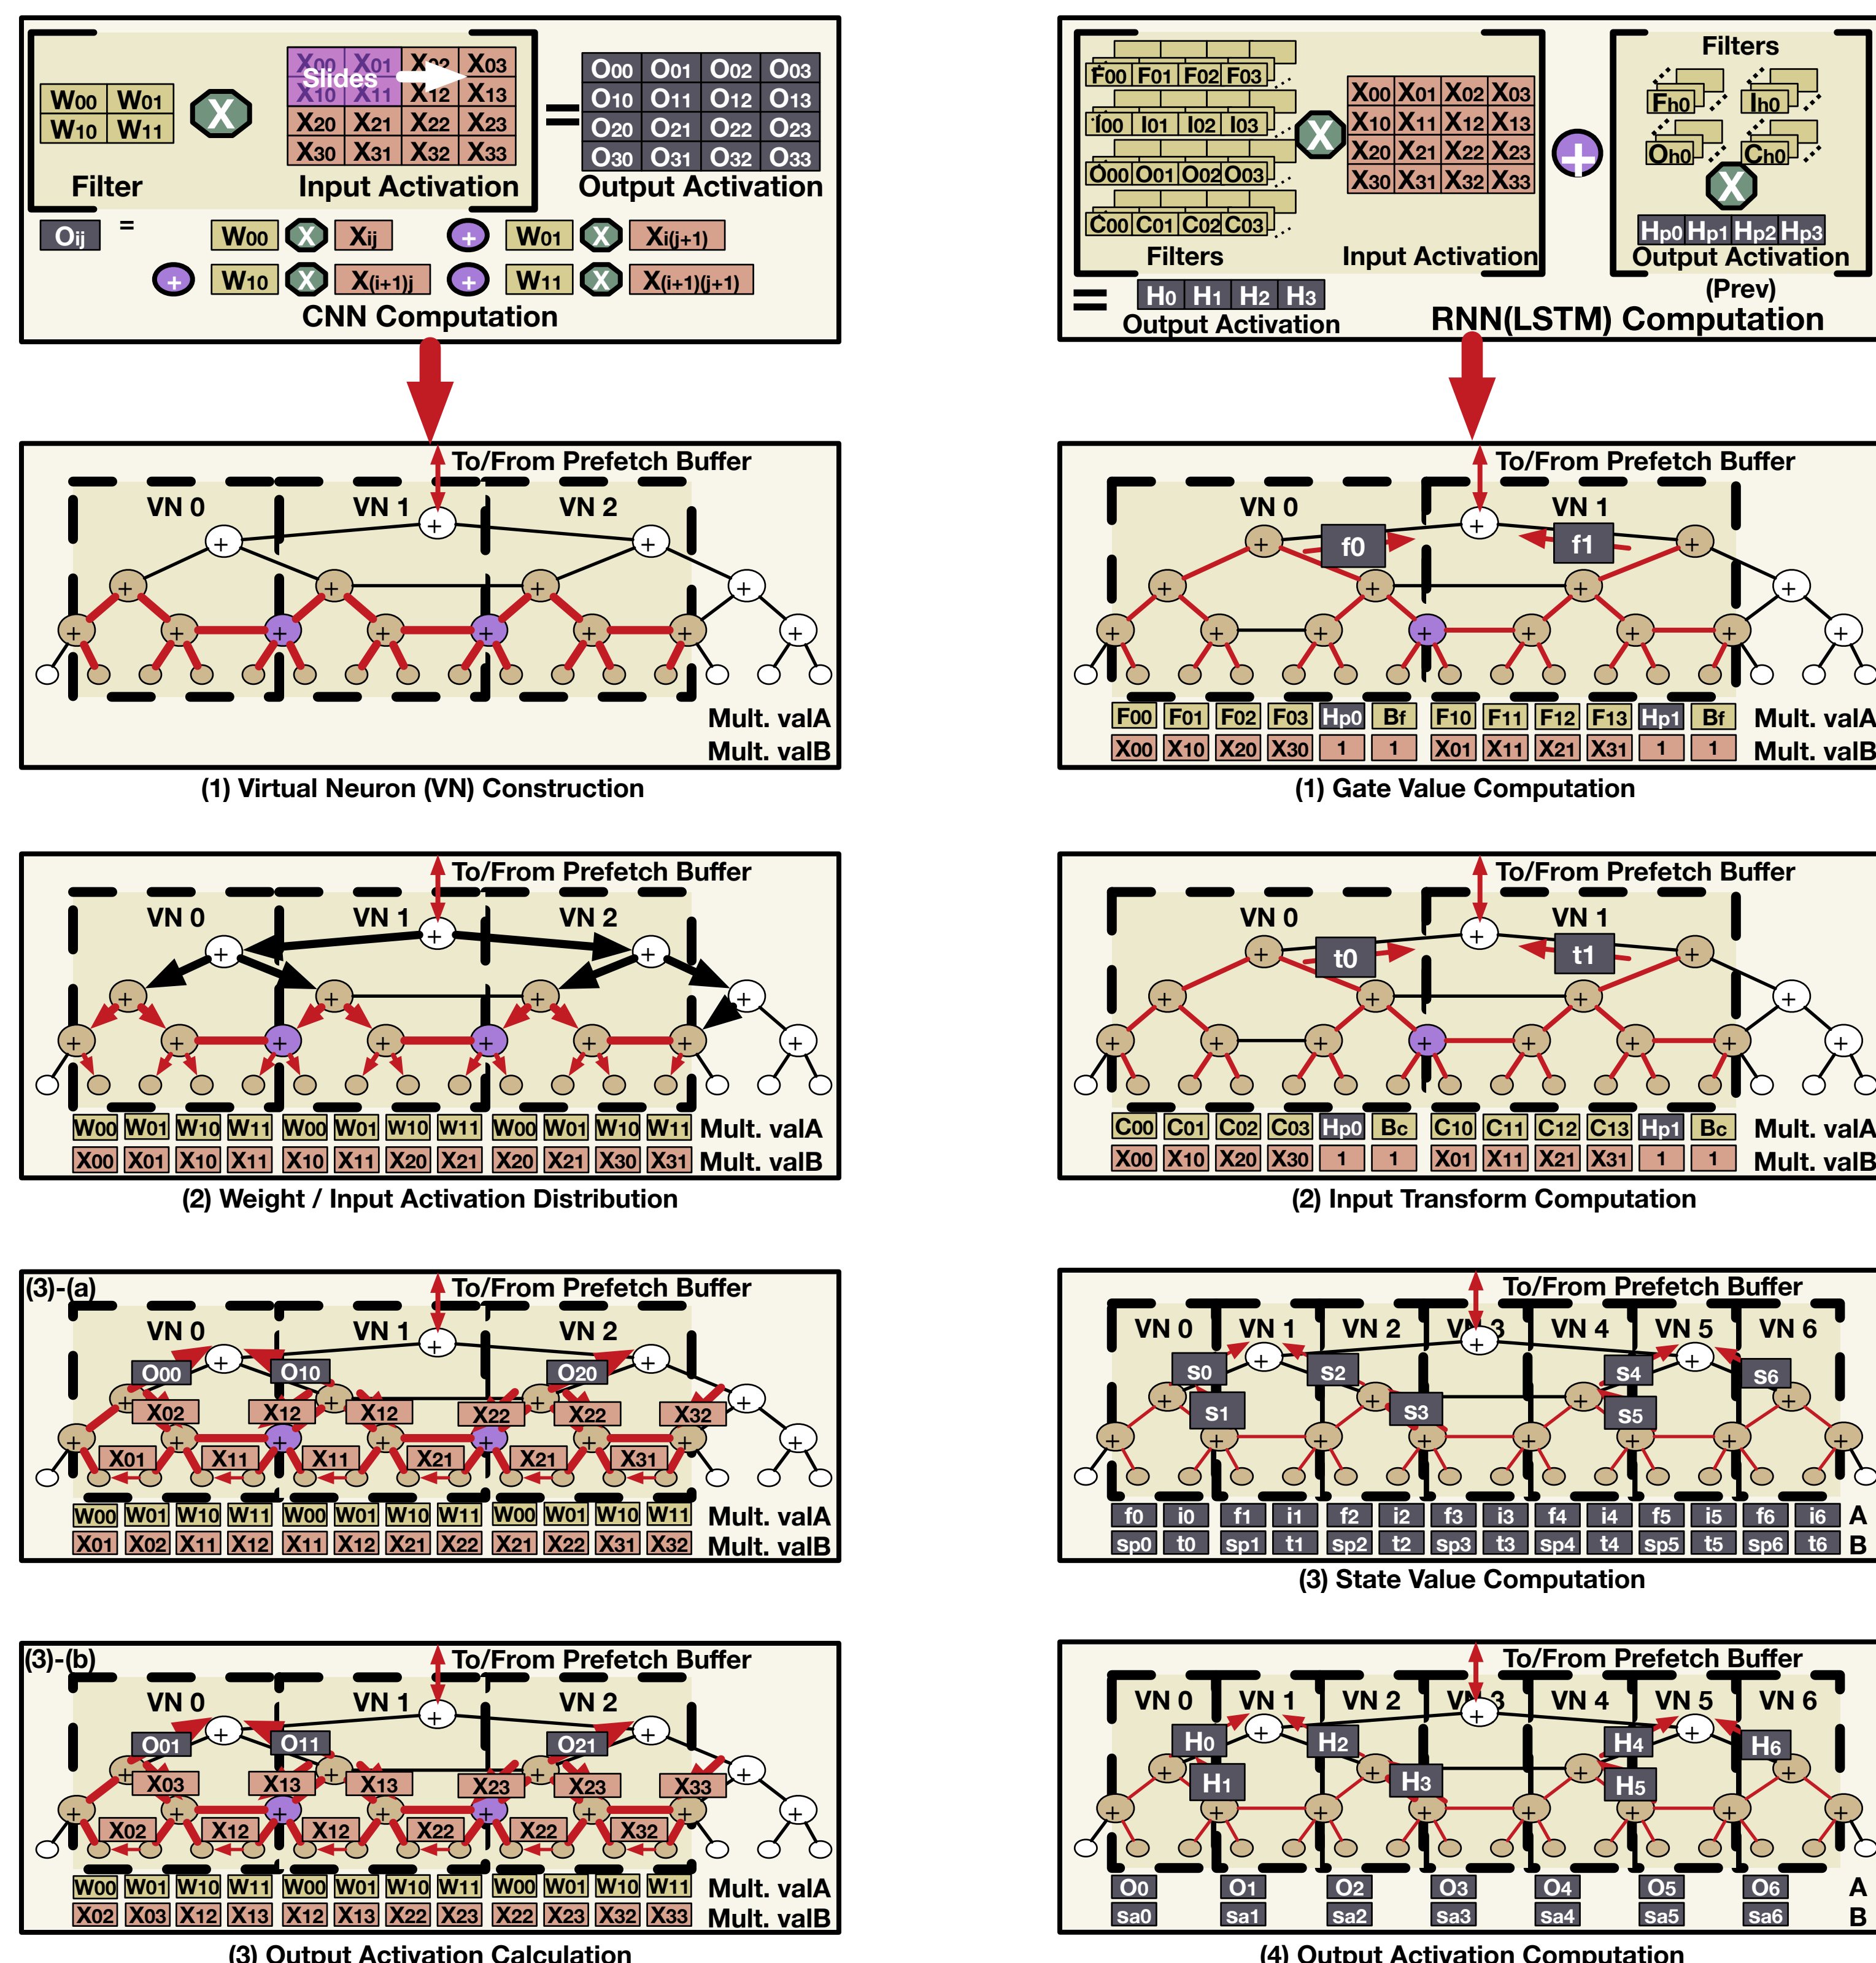 W00 W01
W10 W11
Filter
X
X00 X01 X02 X03
X10 X11 X12 X13
X20 X21 X22 X23
X30 X31 X32 X33
Slides
Input Activation
=
O00 O01 O02 O03
O10 O11 O12 O13
O20 O21 O22 O23
O30 O31 O32 O33
Output Activation
Oij = W00 X Xij + W01 X Xi(j+1)
+ W10 X X(i+1)j + W11 X X(i+1)(j+1)
CNN Computation
To/From Prefetch Buffer
VN 0 VN 1 VN 2
Mult. valA
Mult. valB
(1) Virtual Neuron (VN) Construction
To/From Prefetch Buffer
VN 0 VN 1 VN 2
W00 W01 W10 W11 W00 W01 W10 W11 W00 W01 W10 W11 Mult. valA
X00 X01 X10 X11 X10 X11 X20 X21 X20 X21 X30 X31 Mult. valB
(2) Weight / Input Activation Distribution
(3)-(a)
To/From Prefetch Buffer
VN 0 VN 1 VN 2
O00 O10 O20
X02 X12 X12 X22 X22 X32
X01 X11 X11 X21 X21 X31
W00 W01 W10 W11 W00 W01 W10 W11 W00 W01 W10 W11 Mult. valA
X01 X02 X11 X12 X11 X12 X21 X22 X21 X22 X31 X32 Mult. valB
(3)-(b)
To/From Prefetch Buffer
VN 0 VN 1 VN 2
O01 O11 O21
X03 X13 X13 X23 X23 X33
X02 X12 X12 X22 X22 X32
W00 W01 W10 W11 W00 W01 W10 W11 W00 W01 W10 W11 Mult. valA
X02 X03 X12 X13 X12 X13 X22 X23 X22 X23 X32 X33 Mult. valB
(3) Output Activation Calculation
F00 F01 F02 F03
I00 I01 I02 I03
O00 O01 O02 O03
C00 C01 C02 C03
Filters
X
X00 X01 X02 X03
X10 X11 X12 X13
X20 X21 X22 X23
X30 X31 X32 X33
Input Activation
+
Filters
Fh0 Ih0
Oh0 Ch0
X
Hp0 Hp1 Hp2 Hp3
Output Activation
(Prev)
= H0 H1 H2 H3
Output Activation
RNN(LSTM) Computation
To/From Prefetch Buffer
VN 0 VN 1
f0 f1
F00 F01 F02 F03 Hp0 Bf F10 F11 F12 F13 Hp1 Bf Mult. valA
X00 X10 X20 X30 1 1 X01 X11 X21 X31 1 1 Mult. valB
(1) Gate Value Computation
To/From Prefetch Buffer
VN 0 VN 1
t0 t1
C00 C01 C02 C03 Hp0 Bc C10 C11 C12 C13 Hp1 Bc Mult. valA
X00 X10 X20 X30 1 1 X01 X11 X21 X31 1 1 Mult. valB
(2) Input Transform Computation
To/From Prefetch Buffer
VN 0 VN 1 VN 2 VN 3 VN 4 VN 5 VN 6
s0 s2 s4 s6
s1 s3 s5
f0 i0 f1 i1 f2 i2 f3 i3 f4 i4 f5 i5 f6 i6 A
sp0 t0 sp1 t1 sp2 t2 sp3 t3 sp4 t4 sp5 t5 sp6 t6 B
(3) State Value Computation
To/From Prefetch Buffer
VN 0 VN 1 VN 2 VN 3 VN 4 VN 5 VN 6
H0 H2 H4 H6
H1 H3 H5
O0 O1 O2 O3 O4 O5 O6 A
sa0 sa1 sa2 sa3 sa4 sa5 sa6 B
(4) Output Activation Computation